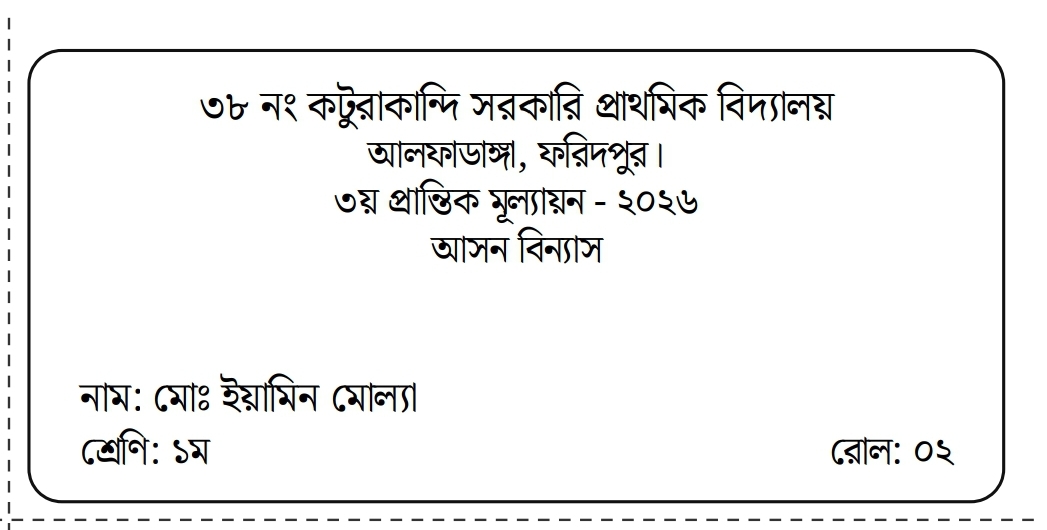 ৩৮ নং কটুরাকান্দি সরকারি প্রাথমিক বিদ্যালয়
আলফাডাঙ্গা, ফরিদপুর।
৩য় প্রান্তিক মূল্যায়ন - ২০২৬
আসন বিন্যাস
নাম: মোঃ ইয়ামিন মোল্যা
শ্রেণি: ১ম
রোল: ০২